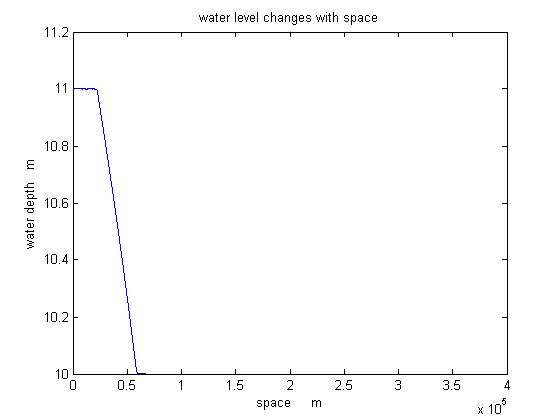 water level changes with space
11.2
11
10.8
10.6
10.4
10.2
10
water depth m
0 0.5 1 1.5 2 2.5 3 3.5 4
space m
x 10^5